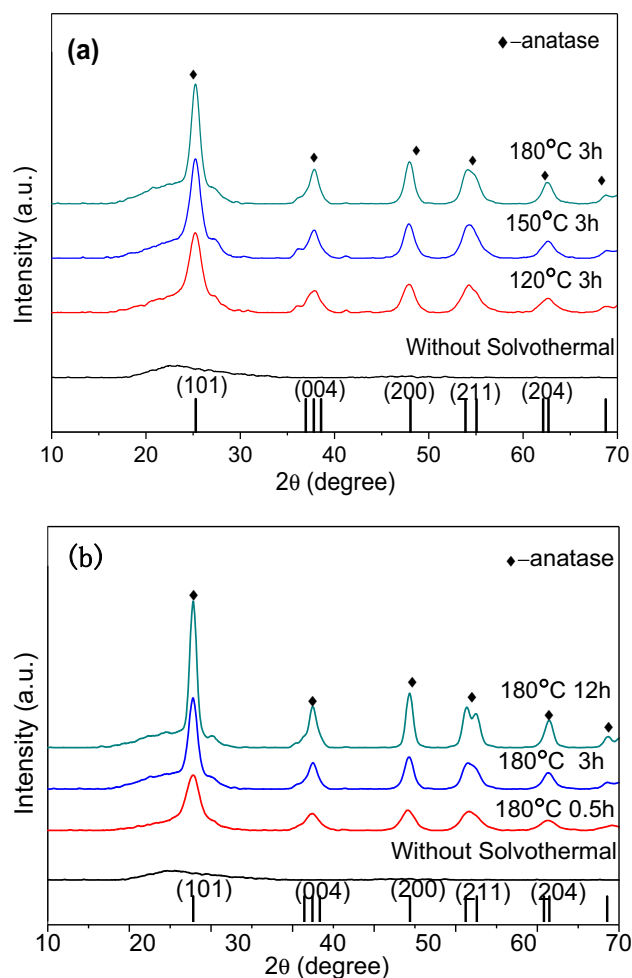 (a)
♦–anatase
180°C 3h
150°C 3h
120°C 3h
Without Solvothermal
(101) (004) (200) (211) (204)
10 20 30 40 50 60 70
2θ (degree)
Intensity (a.u.)
(b)
♦–anatase
180°C 12h
180°C 3h
180°C 0.5h
Without Solvothermal
(101) (004) (200) (211) (204)
10 20 30 40 50 60 70
2θ (degree)
Intensity (a.u.)